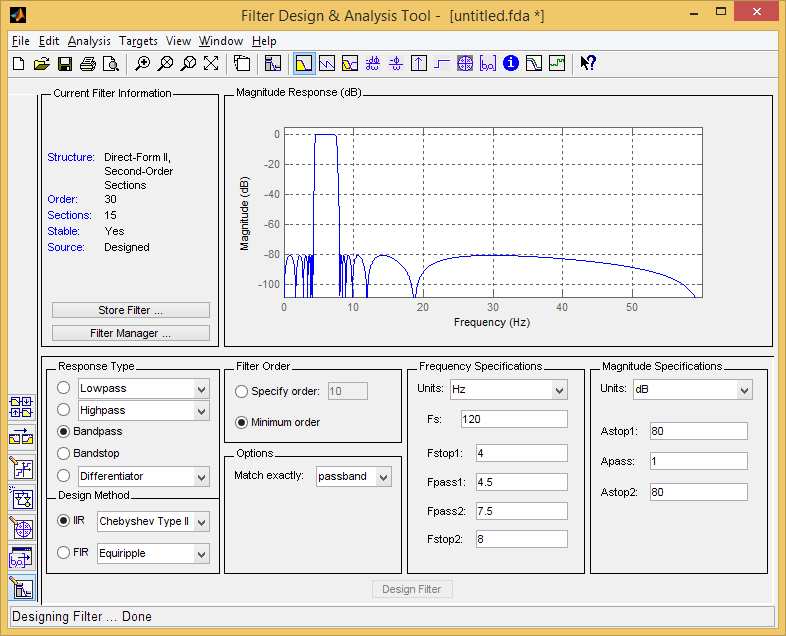 Filter Design & Analysis Tool - [untitled.fda *]
File Edit Analysis Targets View Window Help
Current Filter Information
Structure: Direct-Form II,
Second-Order
Sections
Order: 30
Sections: 15
Stable: Yes
Source: Designed
Store Filter ...
Filter Manager ...
Magnitude Response (dB)
Magnitude (dB)
0
-20
-40
-60
-80
-100
0 10 20 30 40 50
Frequency (Hz)
Response Type
Lowpass
Highpass
Bandpass
Bandstop
Differentiator
Design Method
IIR Chebyshev Type II
FIR Equiripple
Filter Order
Specify order: 10
Minimum order
Options
Match exactly: passband
Frequency Specifications
Units: Hz
Fs: 120
Fstop1: 4
Fpass1: 4.5
Fpass2: 7.5
Fstop2: 8
Magnitude Specifications
Units: dB
Astop1: 80
Apass: 1
Astop2: 80
Design Filter
Designing Filter ... Done